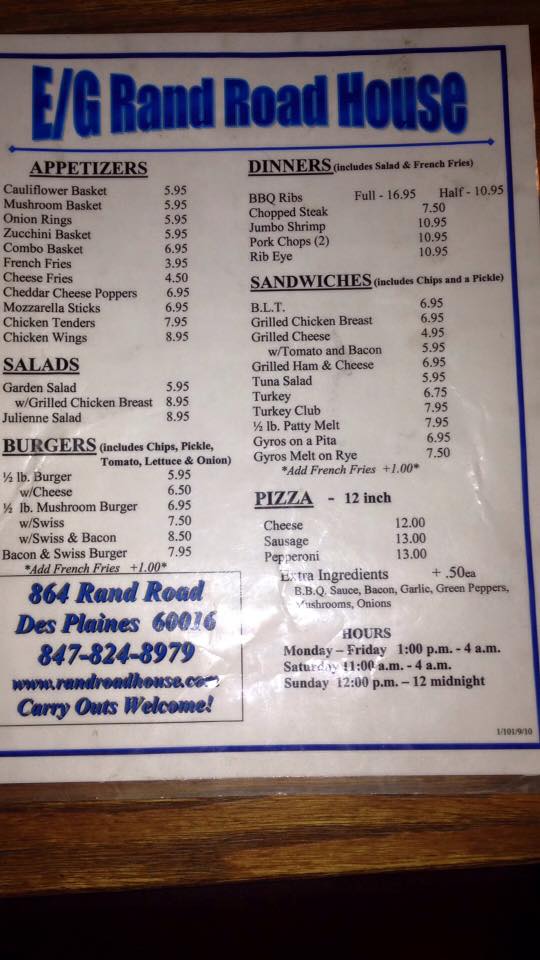 E/G Rand Road House
APPETIZERS
Cauliflower Basket 5.95
Mushroom Basket 5.95
Onion Rings 5.95
Zucchini Basket 5.95
Combo Basket 6.95
French Fries 3.95
Cheese Fries 4.50
Cheddar Cheese Poppers 6.95
Mozzarella Sticks 6.95
Chicken Tenders 7.95
Chicken Wings 8.95
SALADS
Garden Salad 5.95
w/Grilled Chicken Breast 8.95
Julienne Salad 8.95
BURGERS (includes Chips, Pickle,
Tomato, Lettuce & Onion)
½ lb. Burger 5.95
w/Cheese 6.50
½ lb. Mushroom Burger 6.95
w/Swiss 7.50
w/Swiss & Bacon 8.50
Bacon & Swiss Burger 7.95
*Add French Fries +1.00*
864 Rand Road
Des Plaines 60016
847-824-8979
www.randroadhouse.com
Carry Outs Welcome!
DINNERS (includes Salad & French Fries)
BBQ Ribs Full - 16.95 Half - 10.95
Chopped Steak 7.50
Jumbo Shrimp 10.95
Pork Chops (2) 10.95
Rib Eye 10.95
SANDWICHES (includes Chips and a Pickle)
B.L.T. 6.95
Grilled Chicken Breast 6.95
Grilled Cheese 4.95
w/Tomato and Bacon 5.95
Grilled Ham & Cheese 6.95
Tuna Salad 5.95
Turkey 6.75
Turkey Club 7.95
½ lb. Patty Melt 7.95
Gyros on a Pita 6.95
Gyros Melt on Rye 7.50
*Add French Fries +1.00*
PIZZA - 12 inch
Cheese 12.00
Sausage 13.00
Pepperoni 13.00
Extra Ingredients + .50ea
B.B.Q. Sauce, Bacon, Garlic, Green Peppers,
Mushrooms, Onions
HOURS
Monday – Friday 1:00 p.m. - 4 a.m.
Saturday 11:00 a.m. - 4 a.m.
Sunday 12:00 p.m. – 12 midnight
1/101/9/10